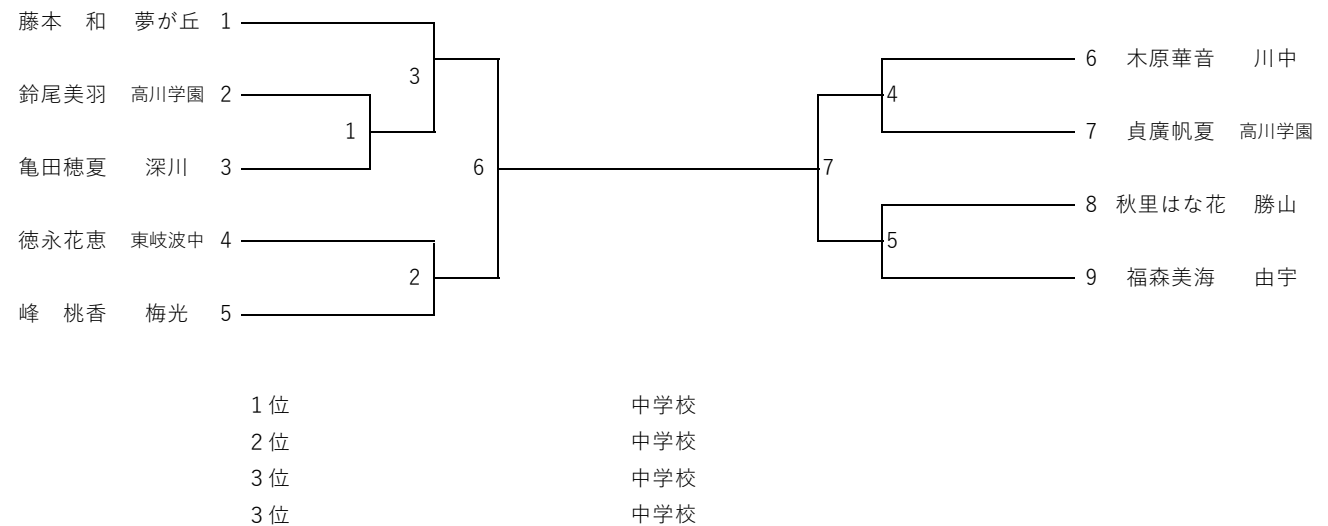 藤本　和　夢が丘　1
3
鈴尾美羽　高川学園　2
1
亀田穂夏　深川　3
6
徳永花恵　東岐波中　4
2
峰　桃香　梅光　5
6　木原華音　川中
4
7　貞廣帆夏　高川学園
7
8　秋里はな花　勝山
5
9　福森美海　由宇
1位　中学校
2位　中学校
3位　中学校
3位　中学校